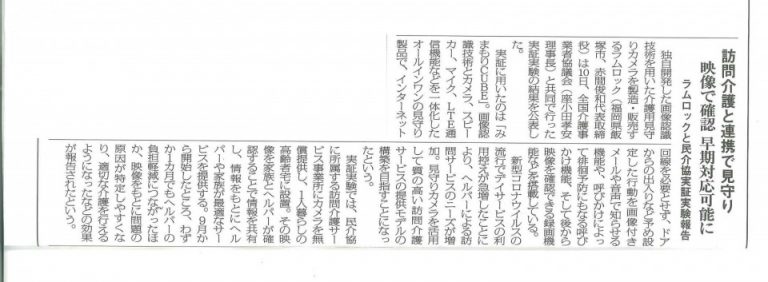 訪問介護と連携で見守り
映像で確認 早期対応可能に
ラムロックと民介協実証実験報告
独自開発した画像認識
技術を用いた介護用見守
りカメラを製造・販売す
るラムロック（福岡県飯
塚市、赤間俊和代表取締
役）は10日、全国介護事
業者協議会（座小田孝安
理事長）と共同で行った
実証実験の結果を公表し
た。
実証に用いたのは「み
まもりCUBE」。画像認
識技術とカメラ、スピー
カー、マイク、LTE通
信機能などを一体化した
オールインワンの見守り
製品で、インターネット
回線を必要とせず、ドア
からの出入りなど予め設
定した行動を画像付き
メールや音声で知らせる
機能や、呼びかけによっ
て徘徊予防にもなる呼び
かけ機能、そして後から
映像を確認できる録画機
能などを搭載している。
新型コロナウイルスの
流行でデイサービスの利
用控えが急増したことに
より、ヘルパーによる訪
問サービスのニーズが増
加。見守りカメラを活用
して質の高い訪問介護
サービスの提供モデルの
構築を目指すことになっ
たという。
実証実験では、民介協
に所属する訪問介護サー
ビス事業所にカメラを無
償提供し、1人暮らしの
高齢者宅に設置。その映
像を家族とヘルパーが確
認することで情報を共有
し、情報をもとにヘル
パーや家族が最適なサー
ビスを提供する。9月か
ら開始したところ、わず
か1カ月でもヘルパーの
負担軽減につながったほ
か、映像をもとに問題の
原因が特定しやすくな
り、適切な介護を行える
ようになったなどの効果
が報告されたという。